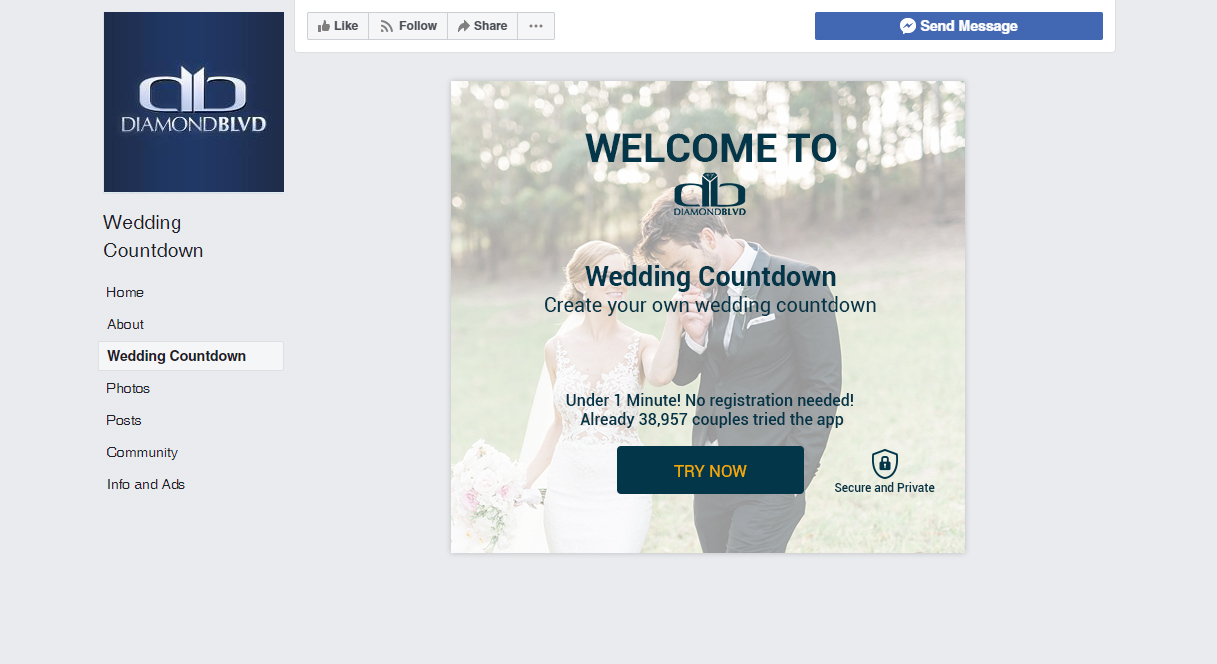 DIAMONDBLVD
Wedding
Countdown
Home
About
Wedding Countdown
Photos
Posts
Community
Info and Ads
Like
Follow
Share
Send Message
WELCOME TO
DIAMONDBLVD
Wedding Countdown
Create your own wedding countdown
Under 1 Minute! No registration needed!
Already 38,957 couples tried the app
TRY NOW
Secure and Private